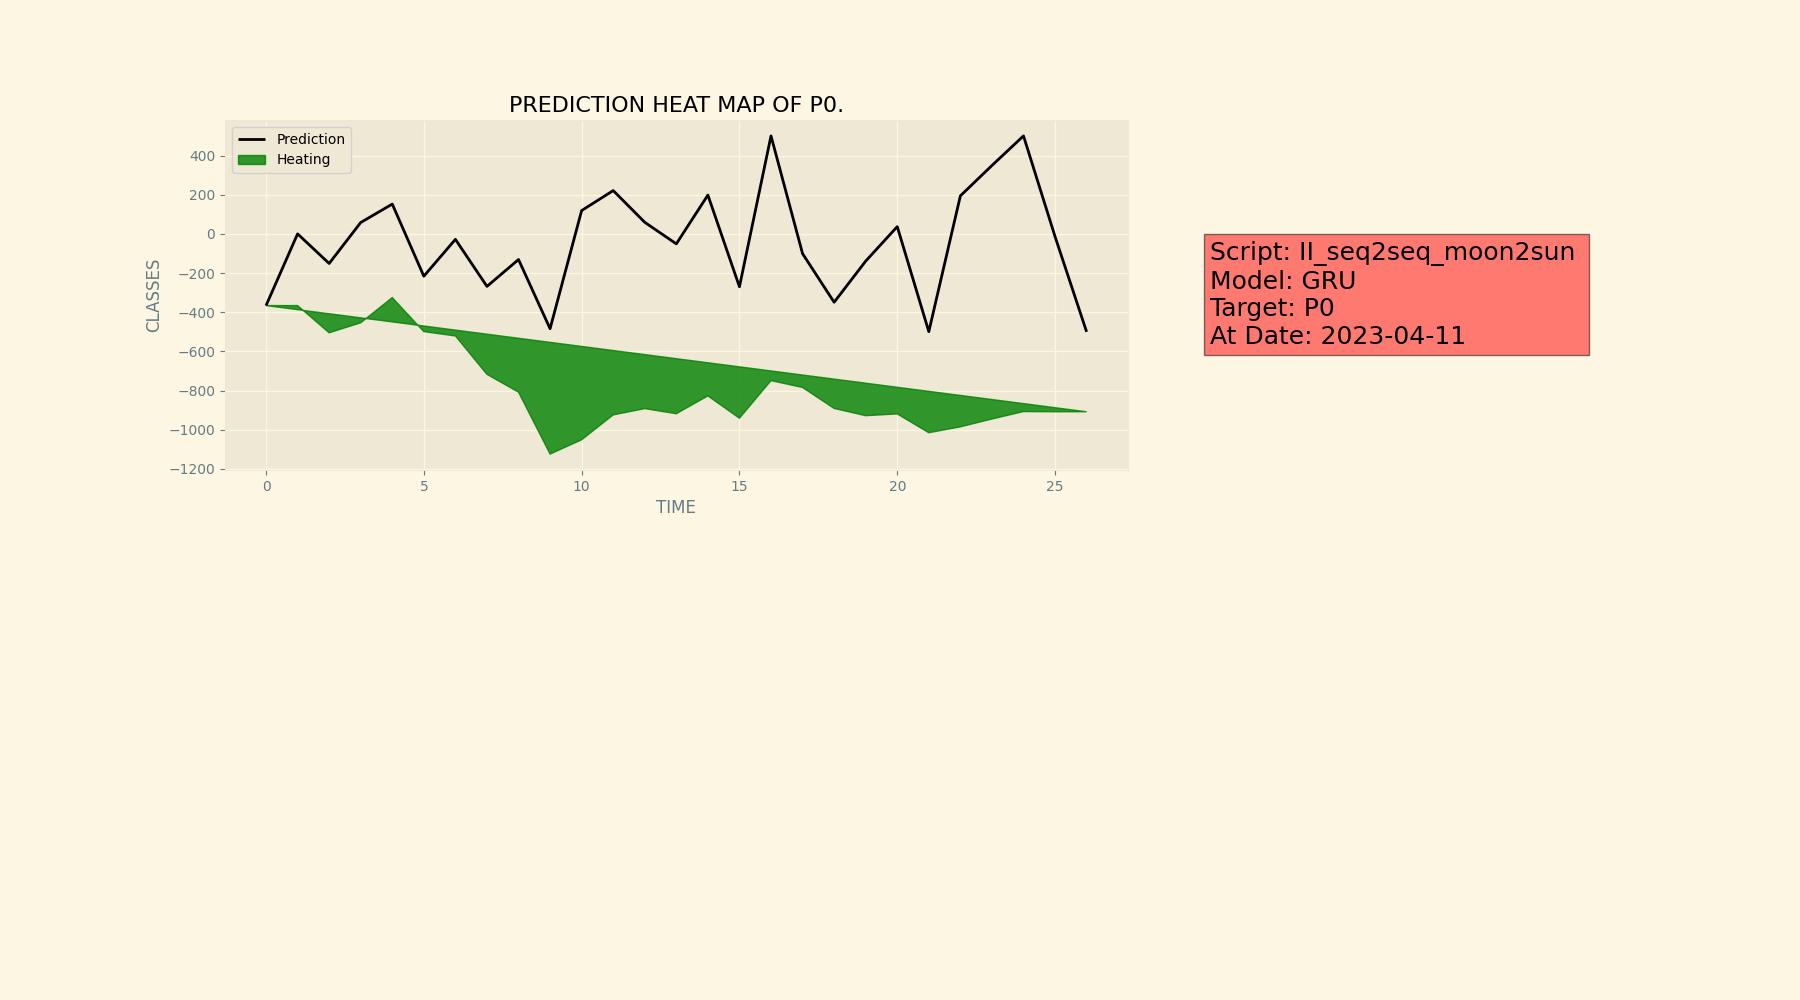 PREDICTION HEAT MAP OF P0.
Prediction
Heating
400
200
0
−200
−400
−600
−800
−1000
−1200
CLASSES
0 5 10 15 20 25
TIME
Script: II_seq2seq_moon2sun
Model: GRU
Target: P0
At Date: 2023-04-11